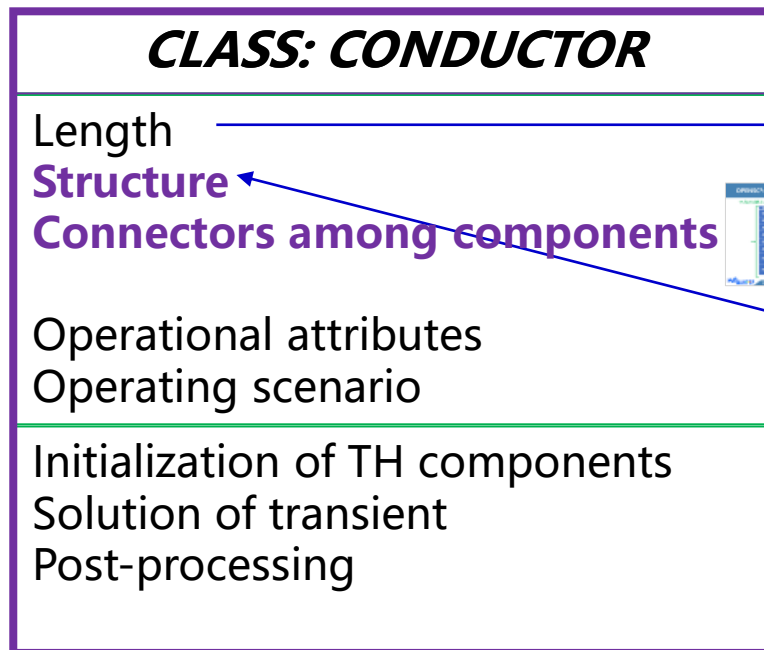 CLASS: CONDUCTOR
Length
Structure
Connectors among components
Operational attributes
Operating scenario
Initialization of TH components
Solution of transient
Post-processing